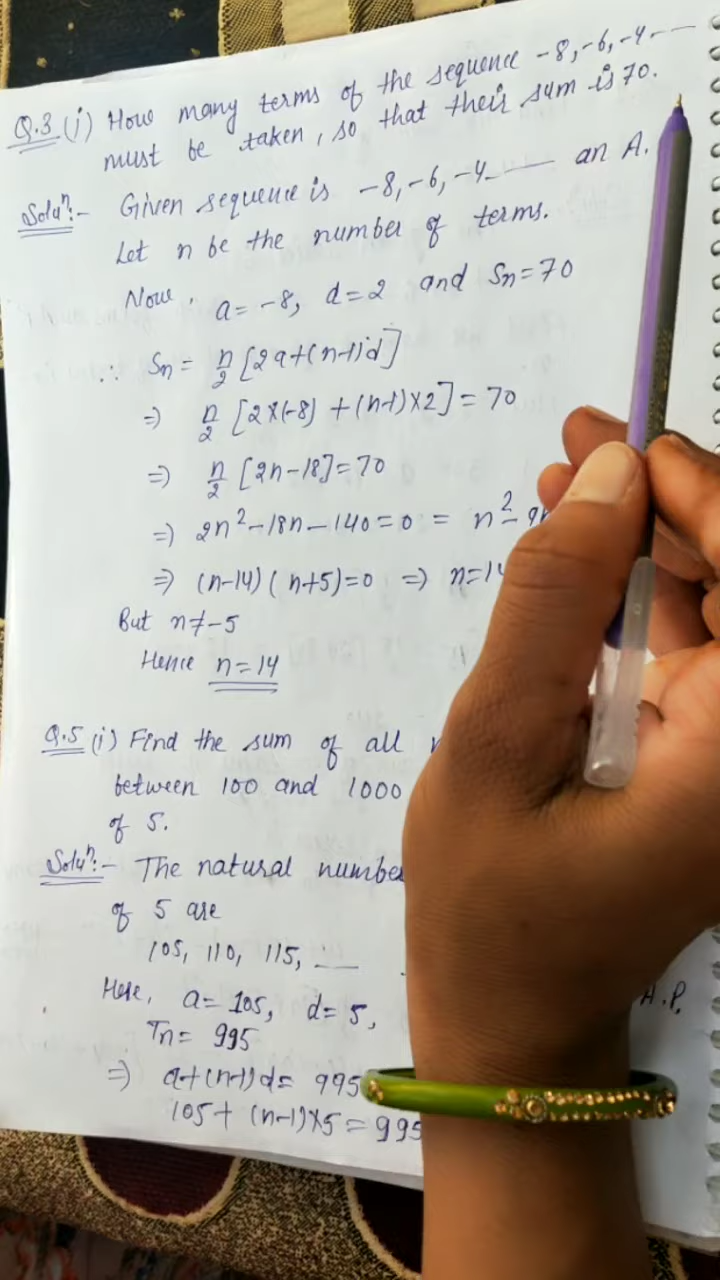 Q.3 (i) How many terms of the sequence -8, -6, -4 -----
must be taken, so that their sum is 70.
Soluⁿ:- Given sequence is -8, -6, -4 ---- an A.
Let n be the number of terms.
Now, a = -8, d = 2 and Sn = 70
∴ Sn = n/2 [2a+(n-1)d]
⇒ n/2 [2×(-8) + (n-1)×2] = 70
⇒ n/2 [2n-18] = 70
⇒ 2n²-18n-140=0 = n²-9n
⇒ (n-14)(n+5)=0 ⇒ n=14
But n≠-5
Hence n=14
Q.5 (i) Find the sum of all
between 100 and 1000
of 5.
Soluⁿ:- The natural number
of 5 are
105, 110, 115, __
Here, a = 105, d = 5, A.P.
Tn = 995
⇒ a+(n-1)d = 995
105 + (n-1)×5 = 995